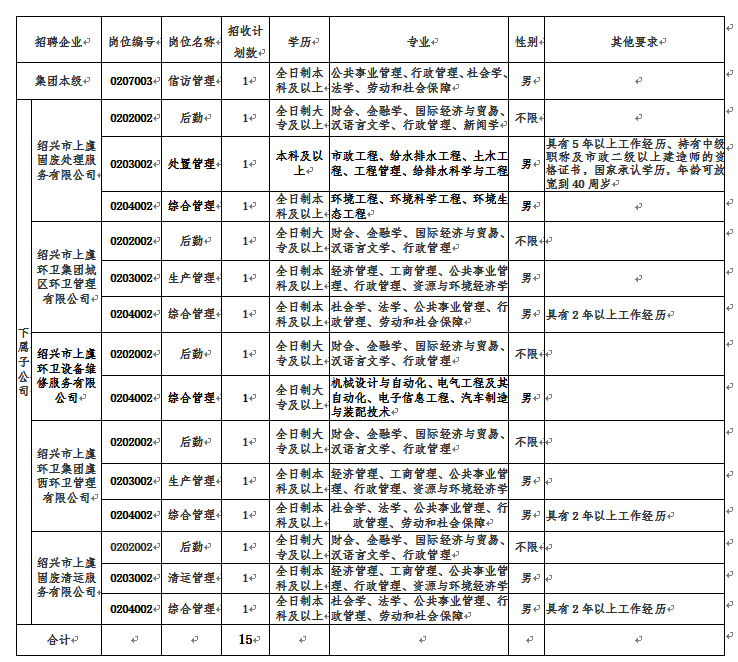 招聘企业 岗位编号 岗位名称 招收计划数 学历 专业 性别 其他要求
集团本级 0207003 信访管理 1 全日制本科及以上 公共事业管理、行政管理、社会学、法学、劳动和社会保障 男
下属子公司
绍兴市上虞固废处理服务有限公司
0202002 后勤 1 全日制大专及以上 财会、金融学、国际经济与贸易、汉语言文学、行政管理、新闻学 不限
0203002 处置管理 1 本科及以上 市政工程、给水排水工程、土木工程、工程管理、给排水科学与工程 男 具有5年以上工作经历、持有中级职称及市政二级以上建造师的资格证书，国家承认学历，年龄可放宽到40周岁
0204002 综合管理 1 全日制本科及以上 环境工程、环境科学工程、环境生态工程 男
绍兴市上虞环卫集团城区环卫管理有限公司
0202002 后勤 1 全日制大专及以上 财会、金融学、国际经济与贸易、汉语言文学、行政管理 不限
0203002 生产管理 1 全日制本科及以上 经济管理、工商管理、公共事业管理、行政管理、资源与环境经济学 男
0204002 综合管理 1 全日制本科及以上 社会学、法学、公共事业管理、行政管理、劳动和社会保障 男 具有2年以上工作经历
绍兴市上虞环卫设备维修服务有限公司
0202002 后勤 1 全日制大专及以上 财会、金融学、国际经济与贸易、汉语言文学、行政管理 不限
0204002 综合管理 1 全日制大专及以上 机械设计与自动化、电气工程及其自动化、电子信息工程、汽车制造与装配技术 男
绍兴市上虞环卫集团虞西环卫管理有限公司
0202002 后勤 1 全日制大专及以上 财会、金融学、国际经济与贸易、汉语言文学、行政管理 不限
0203002 生产管理 1 全日制本科及以上 经济管理、工商管理、公共事业管理、行政管理、资源与环境经济学 男
0204002 综合管理 1 全日制本科及以上 社会学、法学、公共事业管理、行政管理、劳动和社会保障 男 具有2年以上工作经历
绍兴市上虞固废清运服务有限公司
0202002 后勤 1 全日制大专及以上 财会、金融学、国际经济与贸易、汉语言文学、行政管理 不限
0203002 清运管理 1 全日制本科及以上 经济管理、工商管理、公共事业管理、行政管理、资源与环境经济学 男
0204002 综合管理 1 全日制本科及以上 社会学、法学、公共事业管理、行政管理、劳动和社会保障 男 具有2年以上工作经历
合计 15